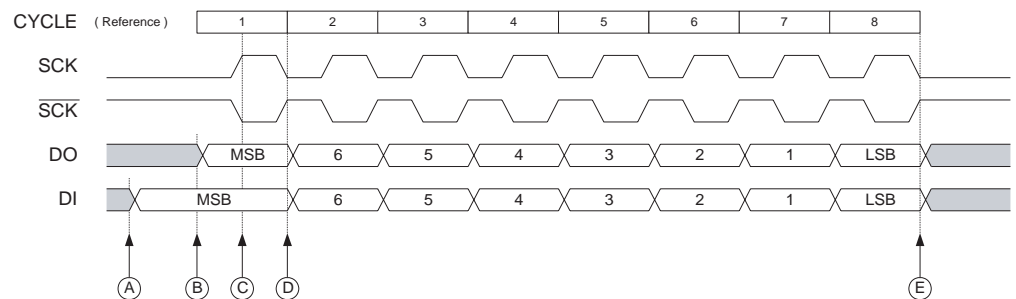 CYCLE ( Reference ) 1 2 3 4 5 6 7 8
SCK
SCK
DO MSB 6 5 4 3 2 1 LSB
DI MSB 6 5 4 3 2 1 LSB
A B C D E